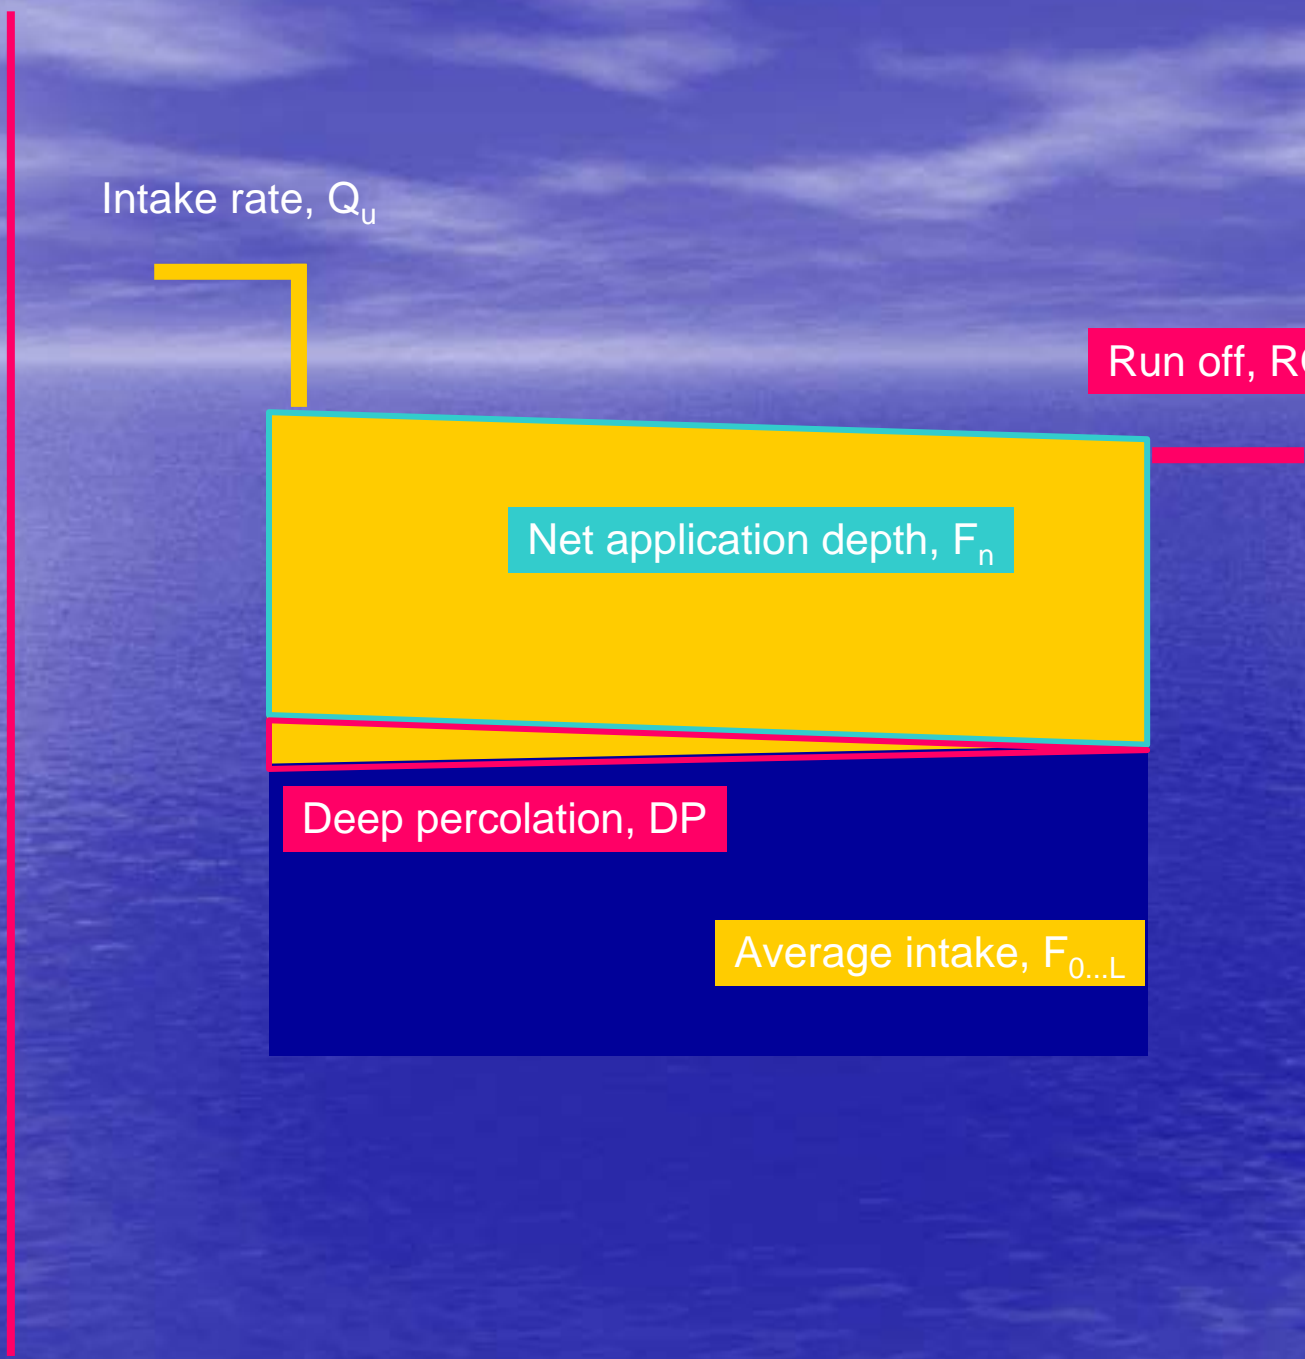 Intake rate, Qu
Run off, R
Net application depth, Fn
Deep percolation, DP
Average intake, F0...L